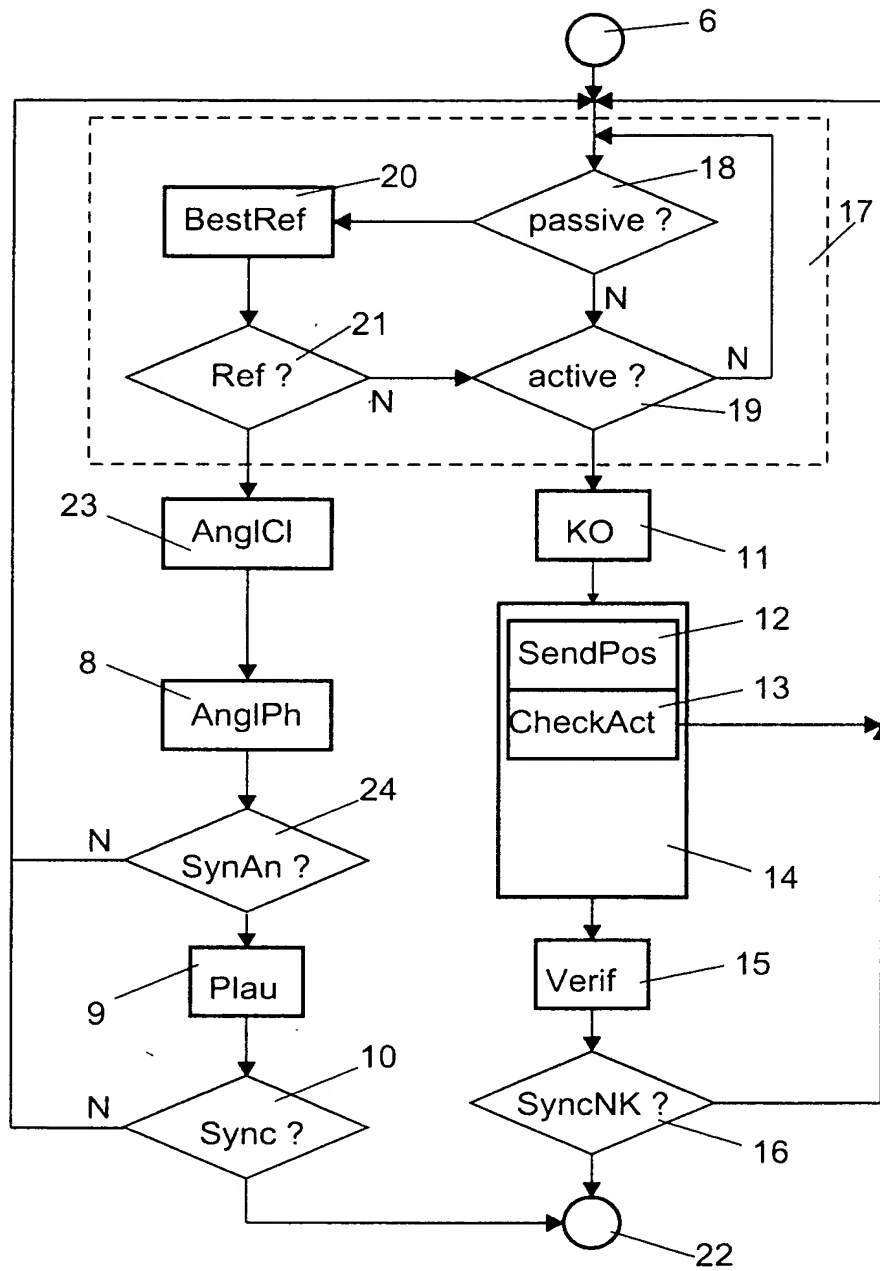 6
20
BestRef
18
passive ?
17
N
21
Ref ?
N
active ?
N
19
23
AnglCl
KO
11
12
SendPos
8
AnglPh
13
CheckAct
24
N
SynAn ?
14
9
Plau
15
Verif
10
N
Sync ?
SyncNK ?
16
22